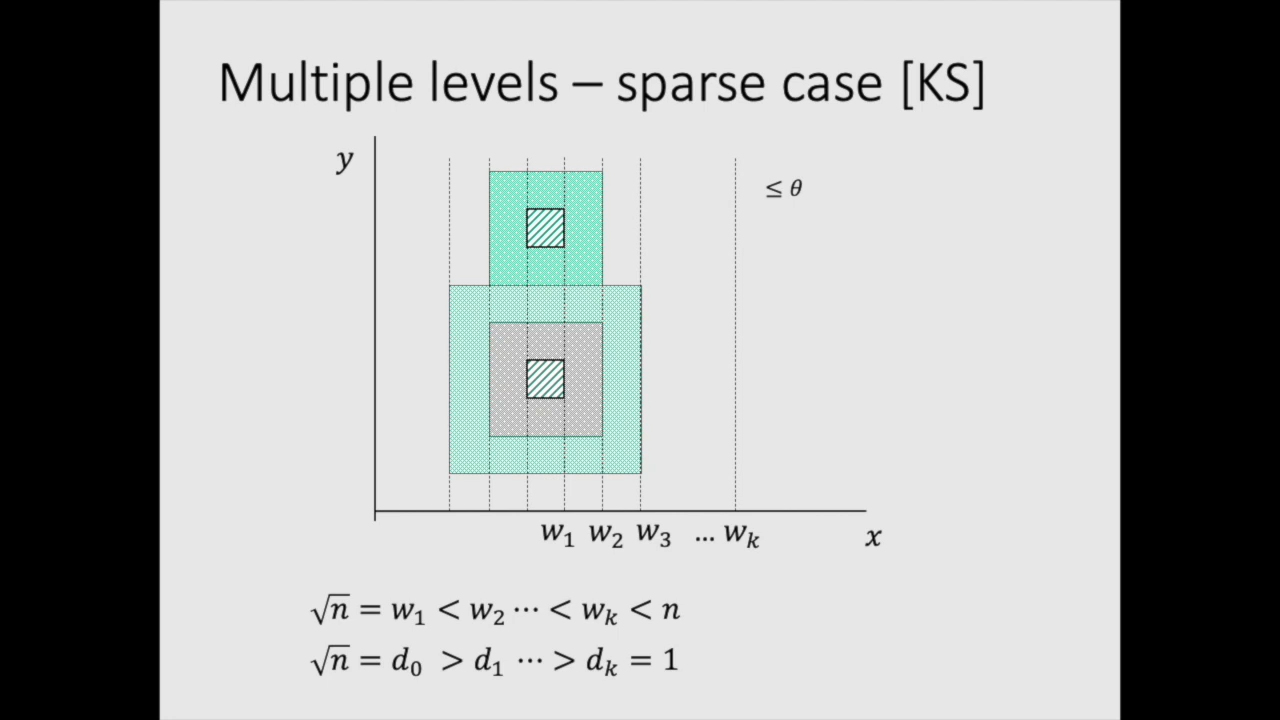 Multiple levels – sparse case [KS]
y
≤ θ
w₁ w₂ w₃ ... wₖ
x
√n = w₁ < w₂ ⋯ < wₖ < n
√n = d₀ > d₁ ⋯ > dₖ = 1